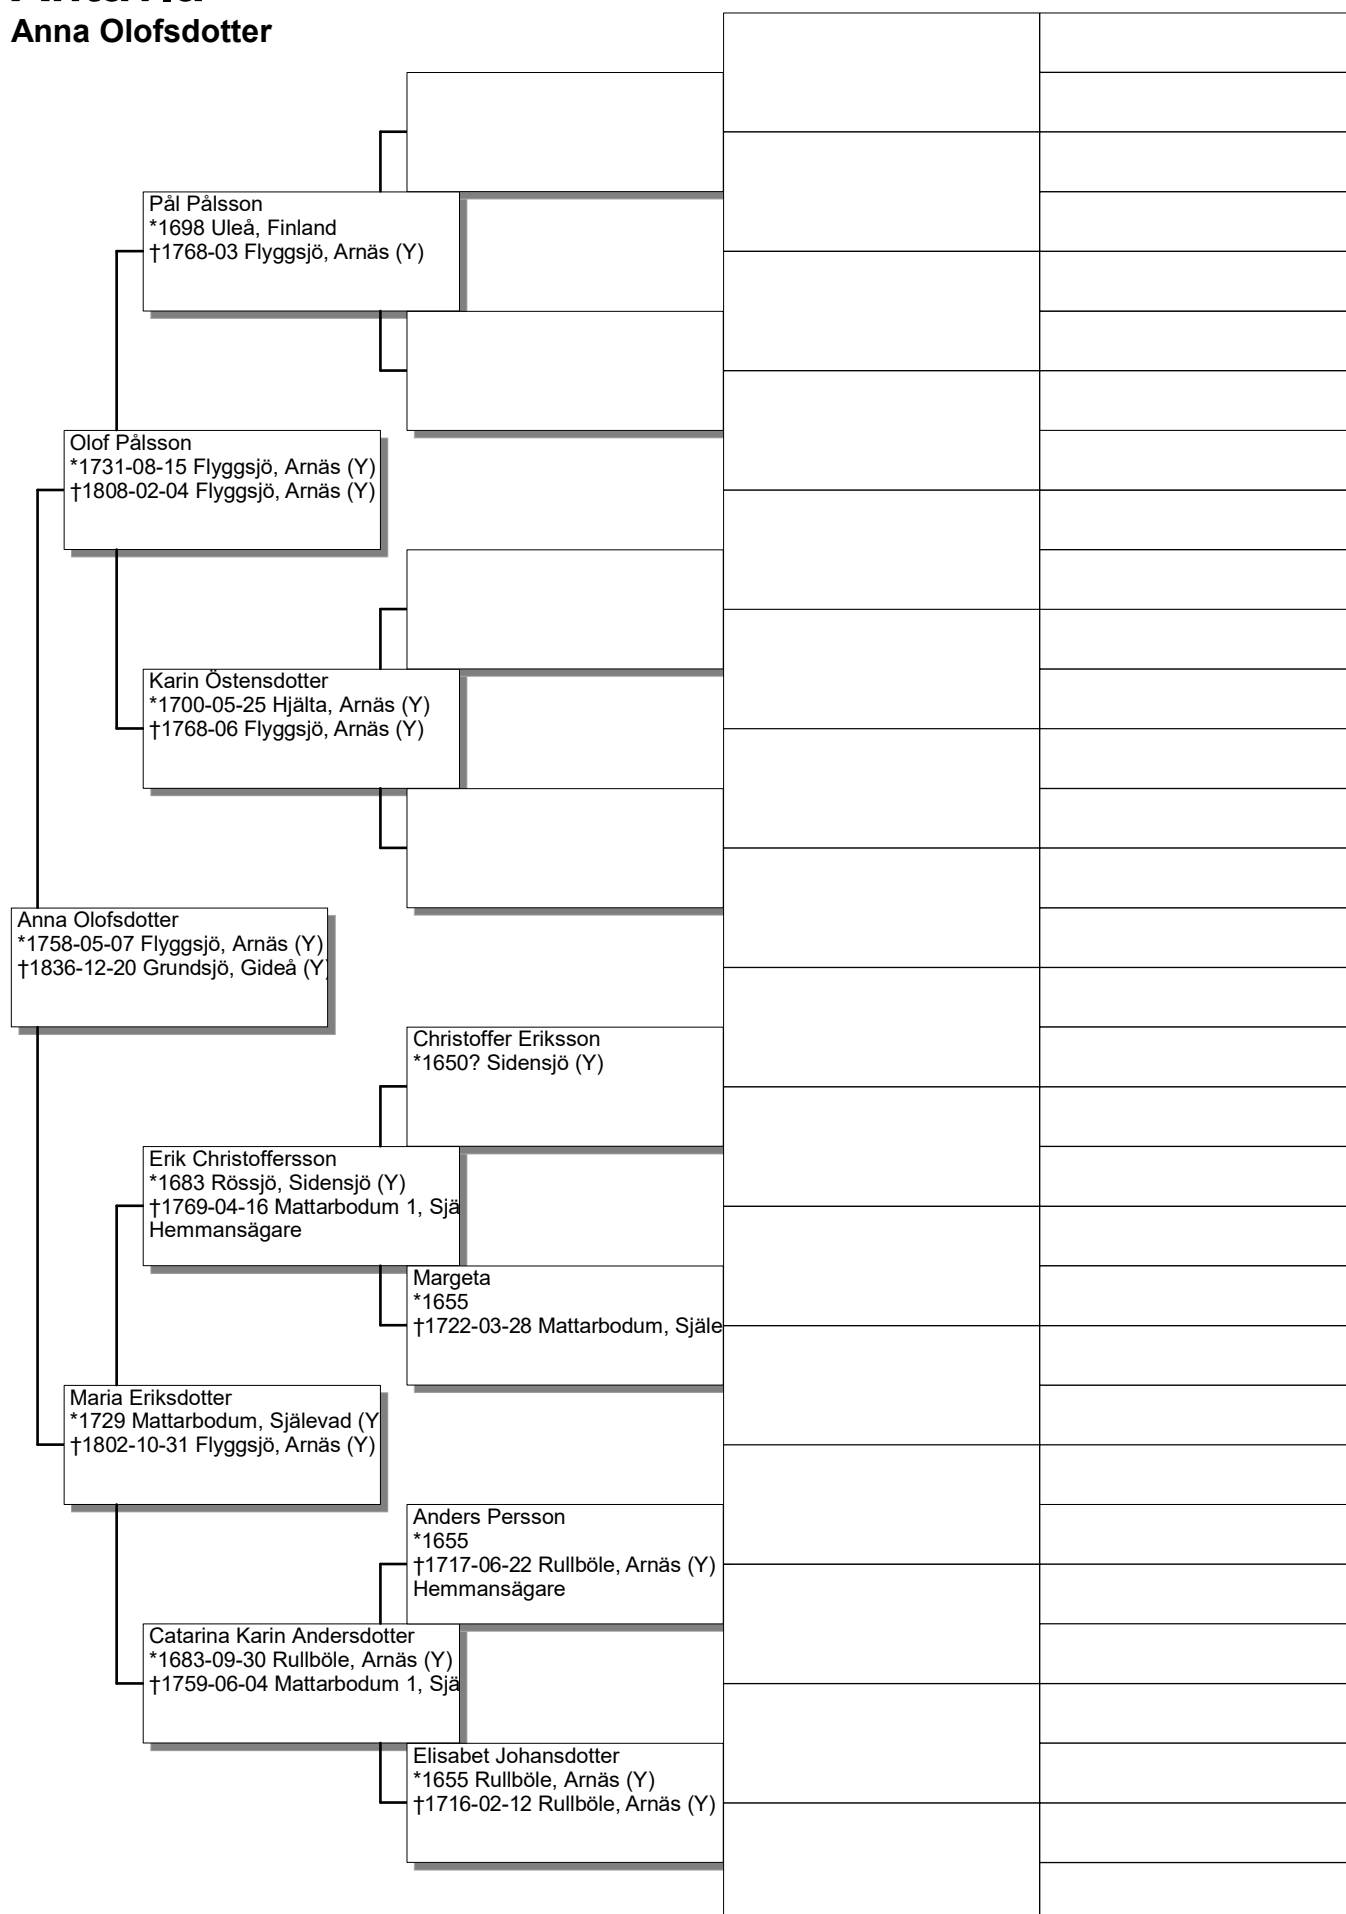 Anna Olofsdotter
Pål Pålsson
*1698 Uleå, Finland
†1768-03 Flyggsjö, Arnäs (Y)
Olof Pålsson
*1731-08-15 Flyggsjö, Arnäs (Y)
†1808-02-04 Flyggsjö, Arnäs (Y)
Karin Östensdotter
*1700-05-25 Hjälta, Arnäs (Y)
†1768-06 Flyggsjö, Arnäs (Y)
Anna Olofsdotter
*1758-05-07 Flyggsjö, Arnäs (Y)
†1836-12-20 Grundsjö, Gideå (Y)
Christoffer Eriksson
*1650? Sidensjö (Y)
Erik Christoffersson
*1683 Rössjö, Sidensjö (Y)
†1769-04-16 Mattarbodum 1, Sjä
Hemmansägare
Margeta
*1655
†1722-03-28 Mattarbodum, Själe
Maria Eriksdotter
*1729 Mattarbodum, Själevad (Y
†1802-10-31 Flyggsjö, Arnäs (Y)
Anders Persson
*1655
†1717-06-22 Rullböle, Arnäs (Y)
Hemmansägare
Catarina Karin Andersdotter
*1683-09-30 Rullböle, Arnäs (Y)
†1759-06-04 Mattarbodum 1, Sjä
Elisabet Johansdotter
*1655 Rullböle, Arnäs (Y)
†1716-02-12 Rullböle, Arnäs (Y)